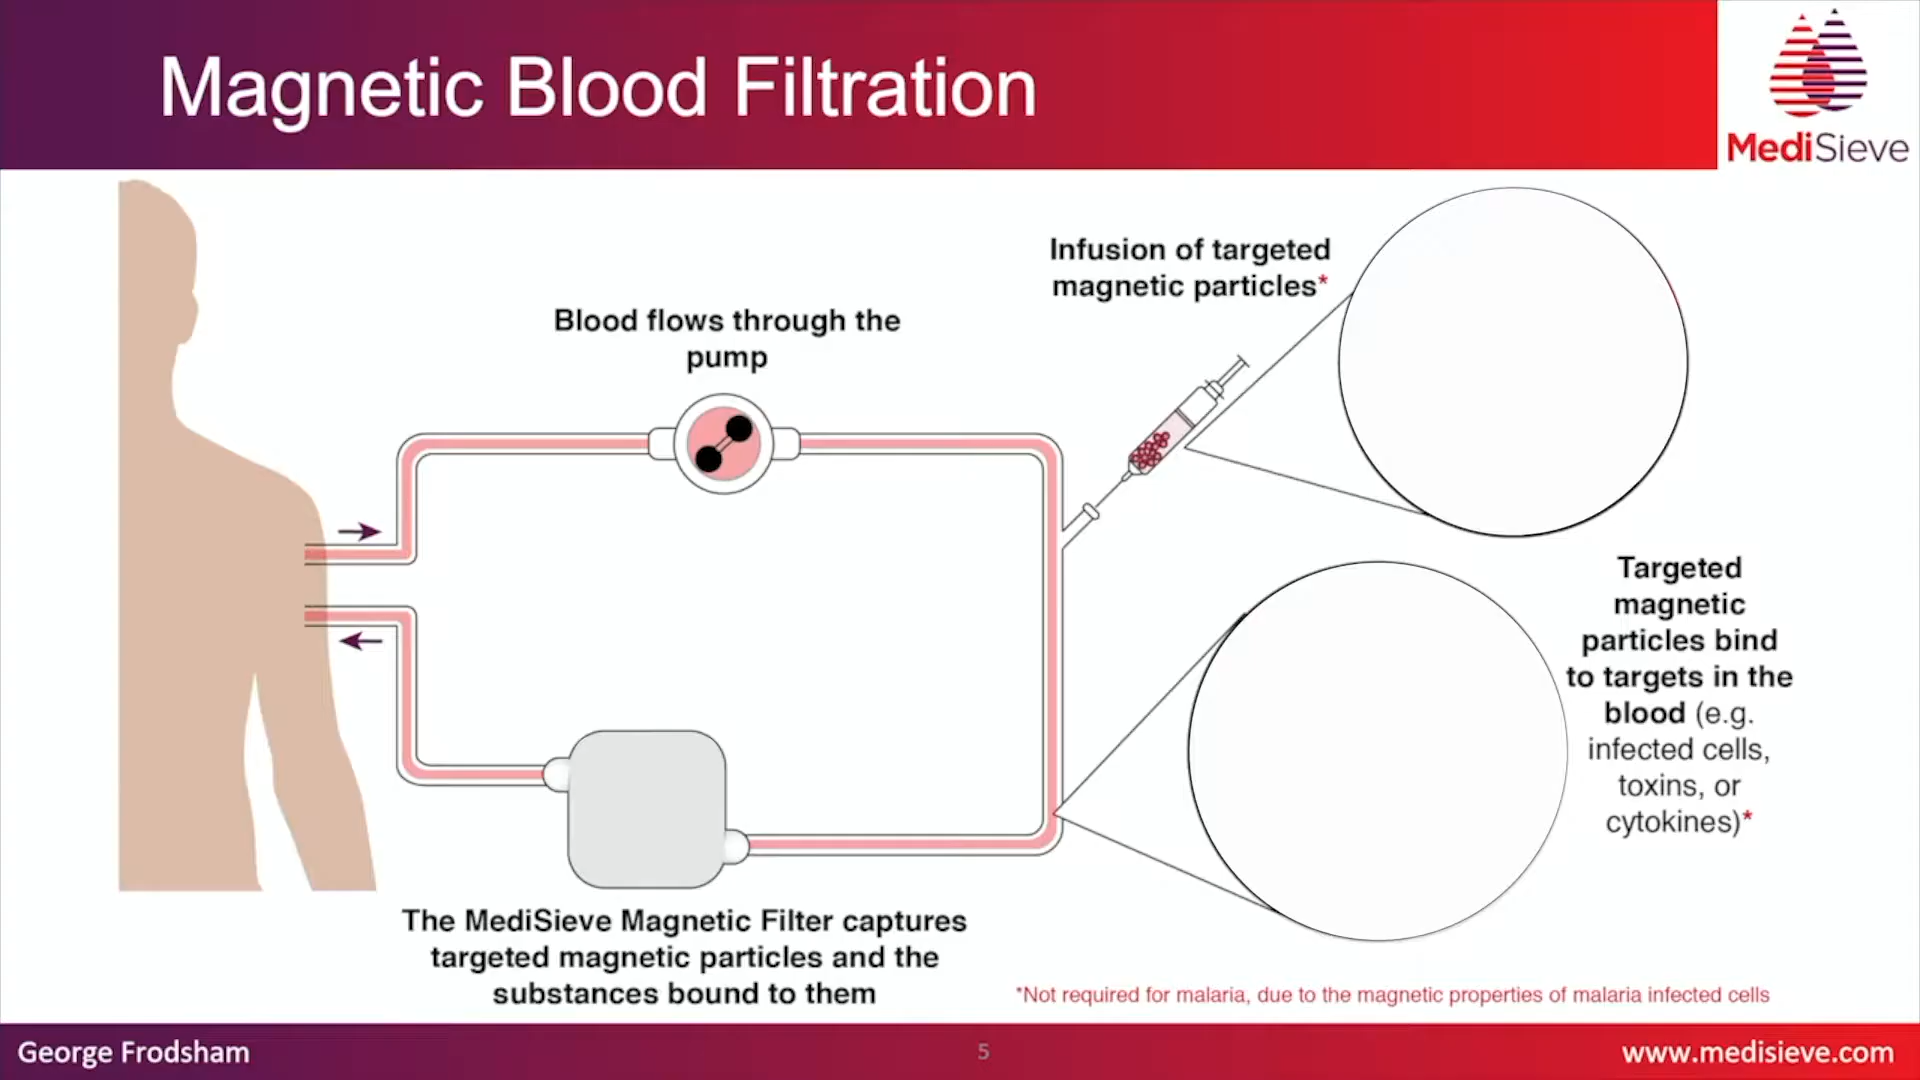 Magnetic Blood Filtration
MediSieve
Infusion of targeted
magnetic particles*
Blood flows through the
pump
Targeted
magnetic
particles bind
to targets in the
blood (e.g.
infected cells,
toxins, or
cytokines)*
The MediSieve Magnetic Filter captures
targeted magnetic particles and the
substances bound to them
*Not required for malaria, due to the magnetic properties of malaria infected cells
George Frodsham
5
www.medisieve.com